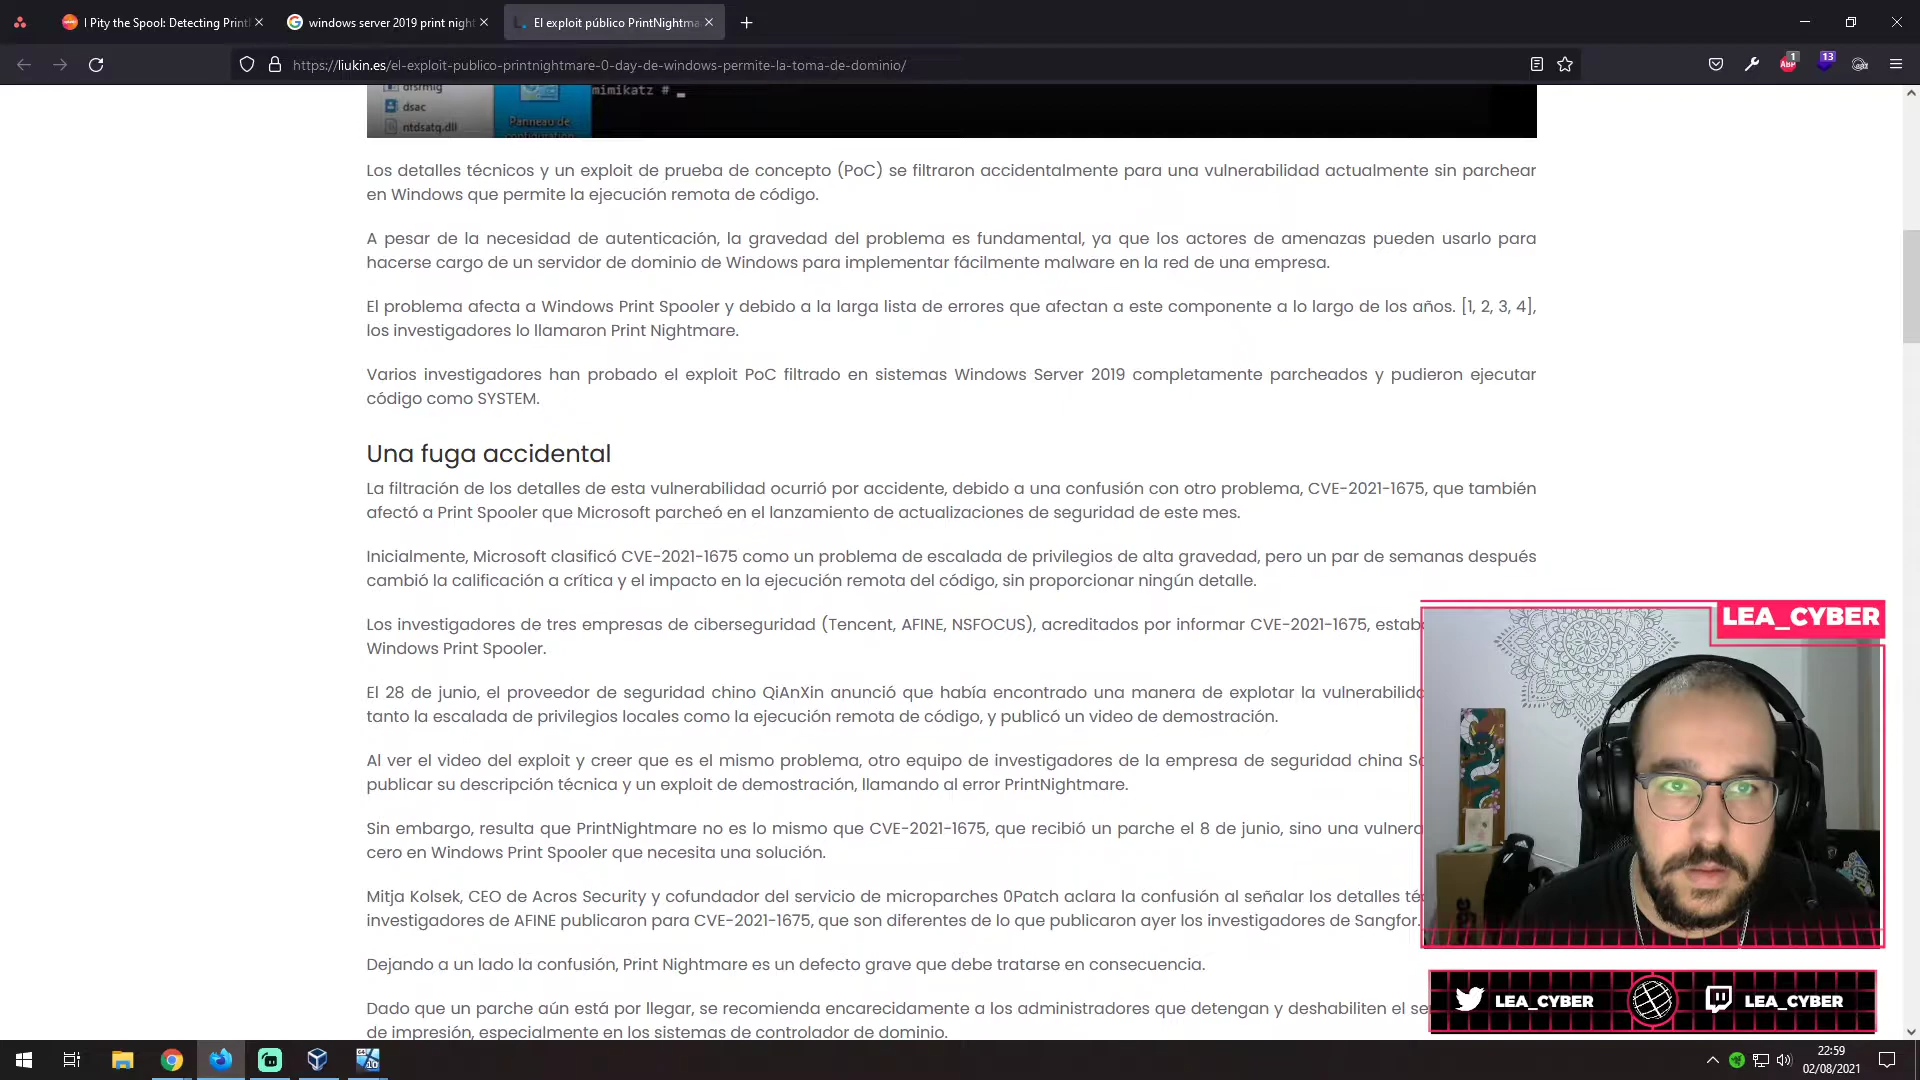 I Pity the Spool: Detecting Print
windows server 2019 print nigh
El exploit público PrintNightma
https://liukin.es/el-exploit-publico-printnightmare-0-day-de-windows-permite-la-toma-de-dominio/
1
ABP
13
dfsrmig
mimikatz # _
dsac
ntdsatq.dll
Panneau de
configuration
Los detalles técnicos y un exploit de prueba de concepto (PoC) se filtraron accidentalmente para una vulnerabilidad actualmente sin parchear
en Windows que permite la ejecución remota de código.
A pesar de la necesidad de autenticación, la gravedad del problema es fundamental, ya que los actores de amenazas pueden usarlo para
hacerse cargo de un servidor de dominio de Windows para implementar fácilmente malware en la red de una empresa.
El problema afecta a Windows Print Spooler y debido a la larga lista de errores que afectan a este componente a lo largo de los años. [1, 2, 3, 4],
los investigadores lo llamaron Print Nightmare.
Varios investigadores han probado el exploit PoC filtrado en sistemas Windows Server 2019 completamente parcheados y pudieron ejecutar
código como SYSTEM.
Una fuga accidental
La filtración de los detalles de esta vulnerabilidad ocurrió por accidente, debido a una confusión con otro problema, CVE-2021-1675, que también
afectó a Print Spooler que Microsoft parcheó en el lanzamiento de actualizaciones de seguridad de este mes.
Inicialmente, Microsoft clasificó CVE-2021-1675 como un problema de escalada de privilegios de alta gravedad, pero un par de semanas después
cambió la calificación a crítica y el impacto en la ejecución remota del código, sin proporcionar ningún detalle.
Los investigadores de tres empresas de ciberseguridad (Tencent, AFINE, NSFOCUS), acreditados por informar CVE-2021-1675, estab
Windows Print Spooler.
El 28 de junio, el proveedor de seguridad chino QiAnXin anunció que había encontrado una manera de explotar la vulnerabilida
tanto la escalada de privilegios locales como la ejecución remota de código, y publicó un video de demostración.
Al ver el video del exploit y creer que es el mismo problema, otro equipo de investigadores de la empresa de seguridad china Sa
publicar su descripción técnica y un exploit de demostración, llamando al error PrintNightmare.
Sin embargo, resulta que PrintNightmare no es lo mismo que CVE-2021-1675, que recibió un parche el 8 de junio, sino una vulnera
cero en Windows Print Spooler que necesita una solución.
Mitja Kolsek, CEO de Acros Security y cofundador del servicio de microparches 0Patch aclara la confusión al señalar los detalles té
investigadores de AFINE publicaron para CVE-2021-1675, que son diferentes de lo que publicaron ayer los investigadores de Sangfor.
Dejando a un lado la confusión, Print Nightmare es un defecto grave que debe tratarse en consecuencia.
Dado que un parche aún está por llegar, se recomienda encarecidamente a los administradores que detengan y deshabiliten el se
de impresión, especialmente en los sistemas de controlador de dominio.
LEA_CYBER
LEA_CYBER
LEA_CYBER
22:59
02/08/2021